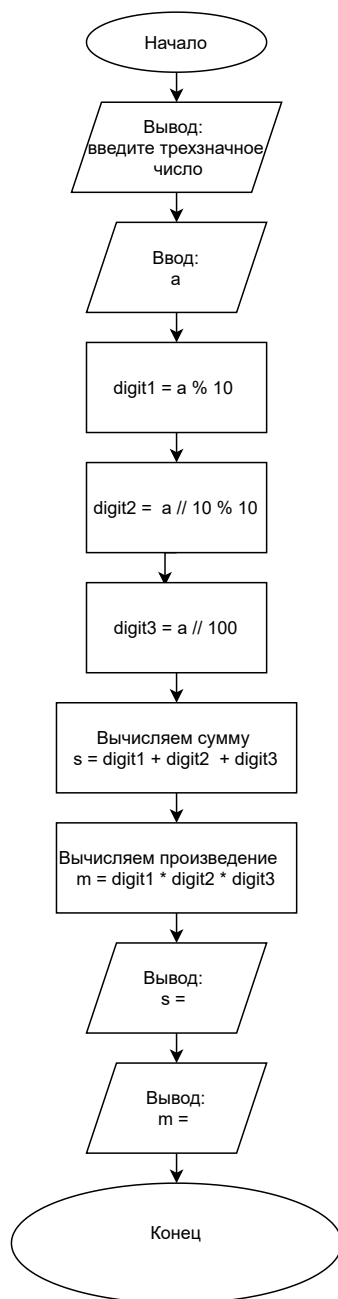 Начало
Вывод:
введите трехзначное
число
Ввод:
a
digit1 = a % 10
digit2 =  a // 10 % 10
digit3 = a // 100
Вычисляем сумму
s = digit1 + digit2  + digit3
Вычисляем произведение
m = digit1 * digit2 * digit3
Вывод:
s =
Вывод:
m =
Конец